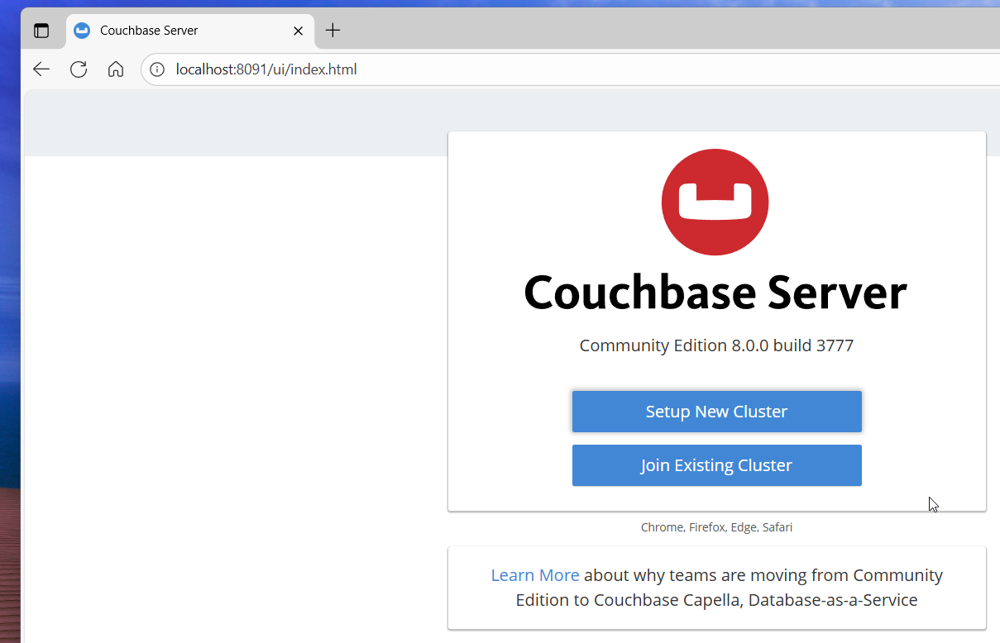 Couchbase Server
localhost:8091/ui/index.html
Couchbase Server
Community Edition 8.0.0 build 3777
Setup New Cluster
Join Existing Cluster
Chrome, Firefox, Edge, Safari
Learn More about why teams are moving from Community
Edition to Couchbase Capella, Database-as-a-Service